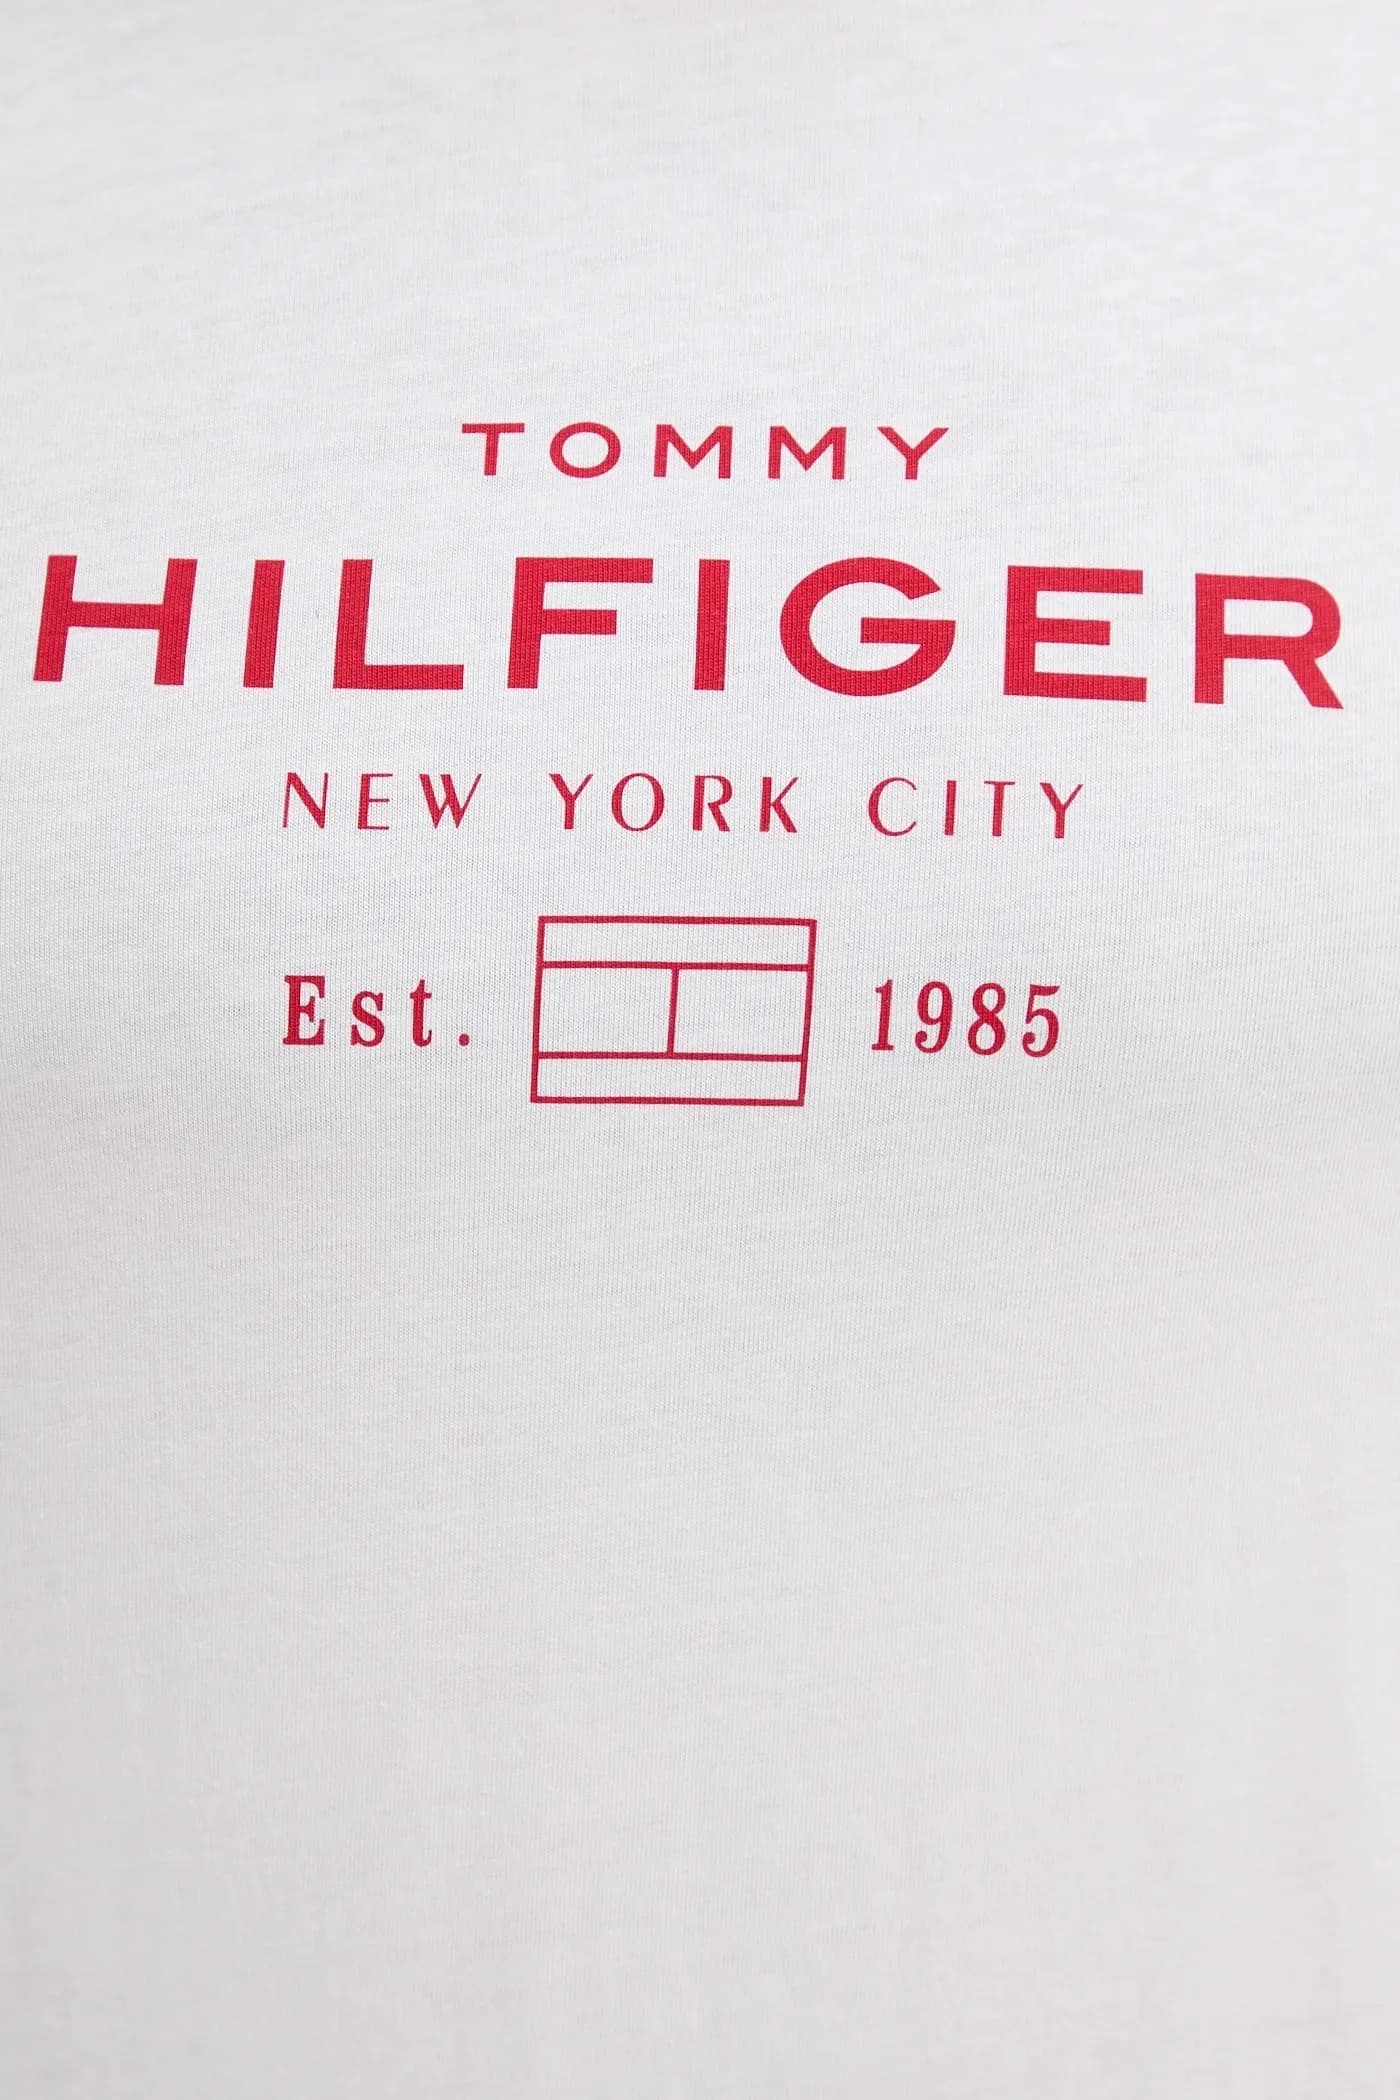 TOMMY
HILFIGER
NEW YORK CITY
Est. 1985